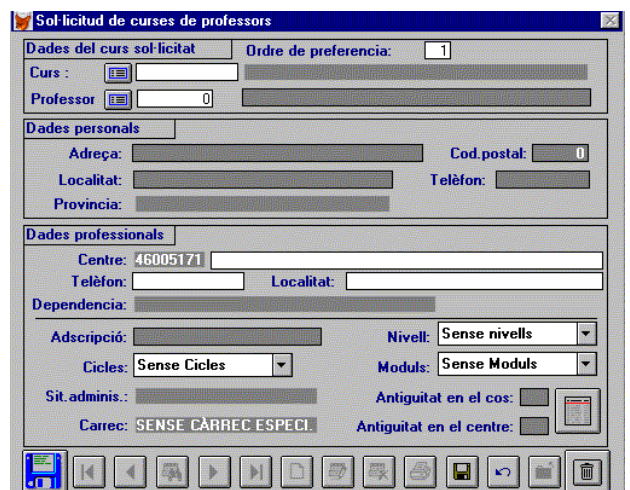 Sol·licitud de curses de professors
Dades del curs sol·licitat Ordre de preferencia: 1
Curs :
Professor 0
Dades personals
Adreça: Cod.postal: 0
Localitat: Telèfon:
Provincia:
Dades professionals
Centre: 46005171
Telèfon: Localitat:
Dependencia:
Adscripció: Nivell: Sense nivells
Cicles: Sense Cicles Moduls: Sense Moduls
Sit.adminis.: Antiguitat en el cos:
Carrec: SENSE CÀRREC ESPECI. Antiguitat en el centre: